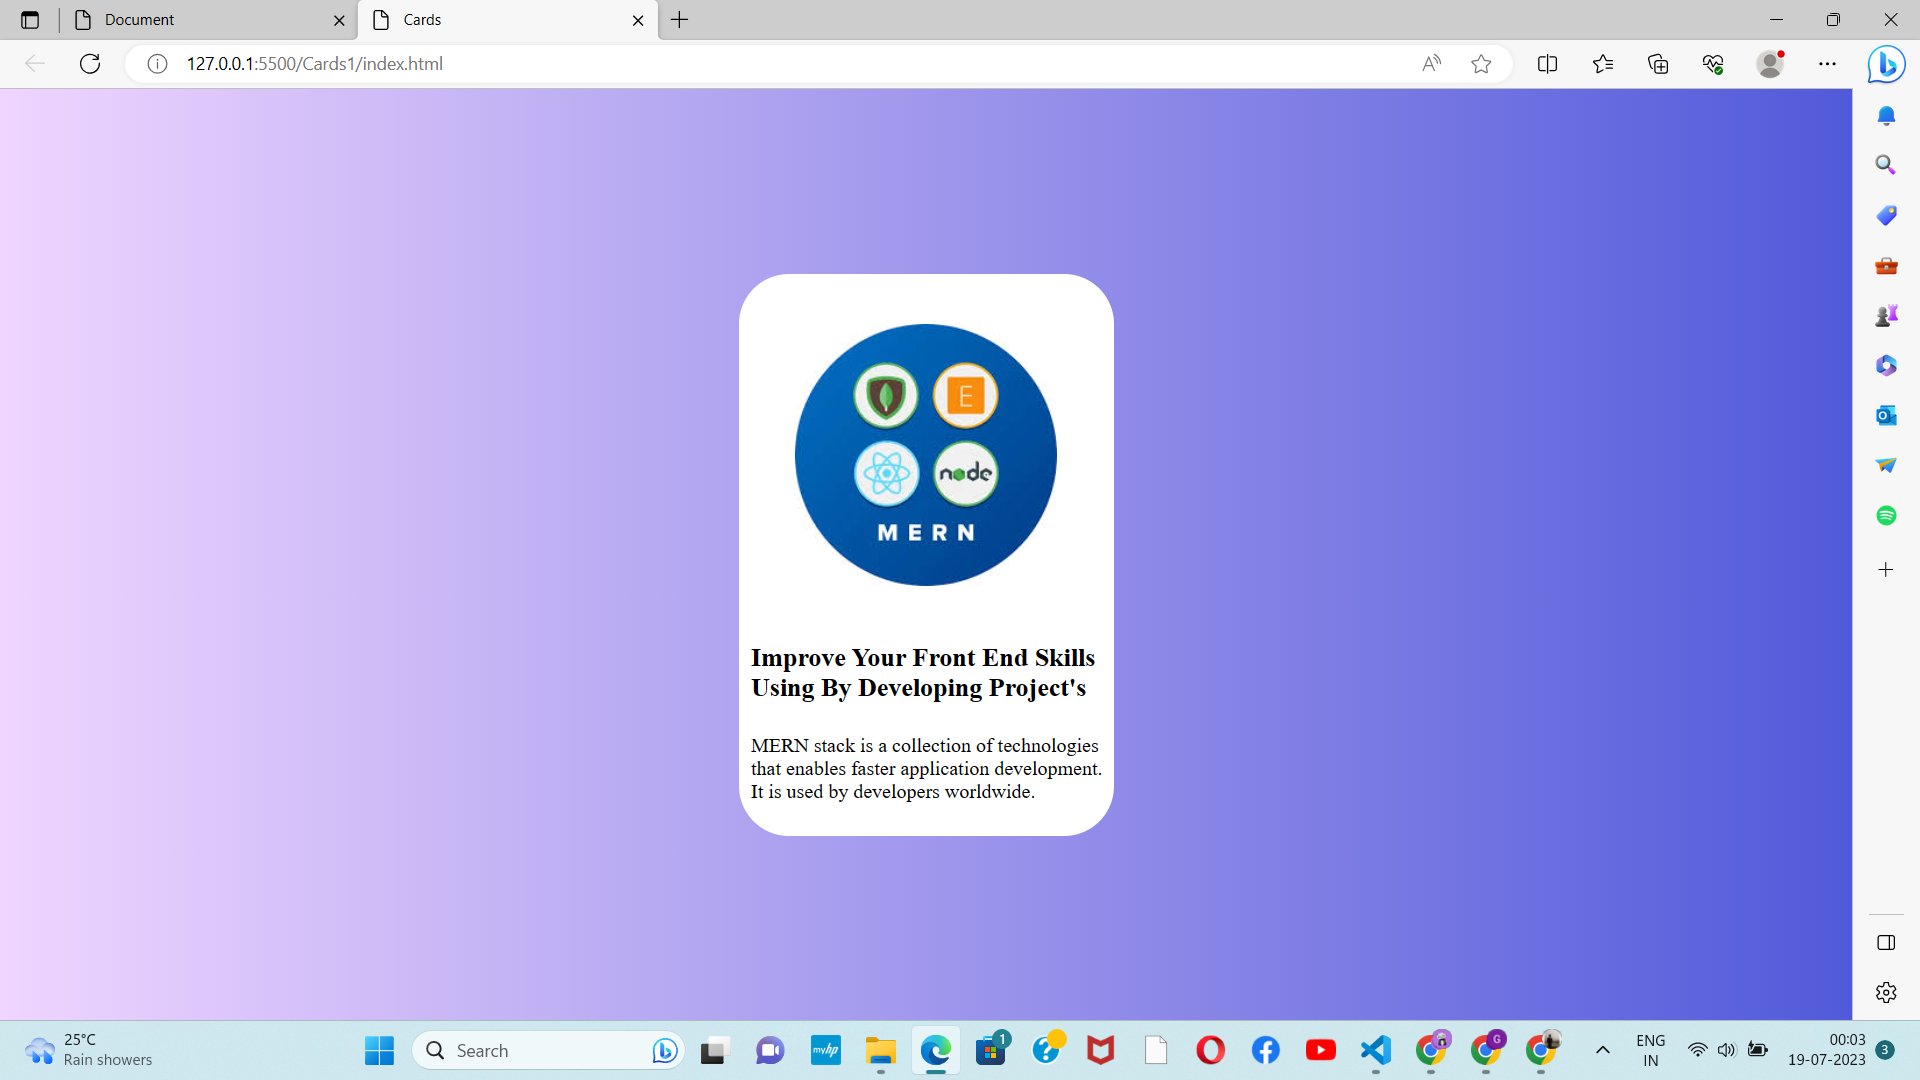 Document
Cards
127.0.0.1:5500/Cards1/index.html
E
node
MERN
Improve Your Front End Skills
Using By Developing Project's
MERN stack is a collection of technologies
that enables faster application development.
It is used by developers worldwide.
25°C
Rain showers
Search
myhp
1
G
ENG
IN
00:03
19-07-2023
3